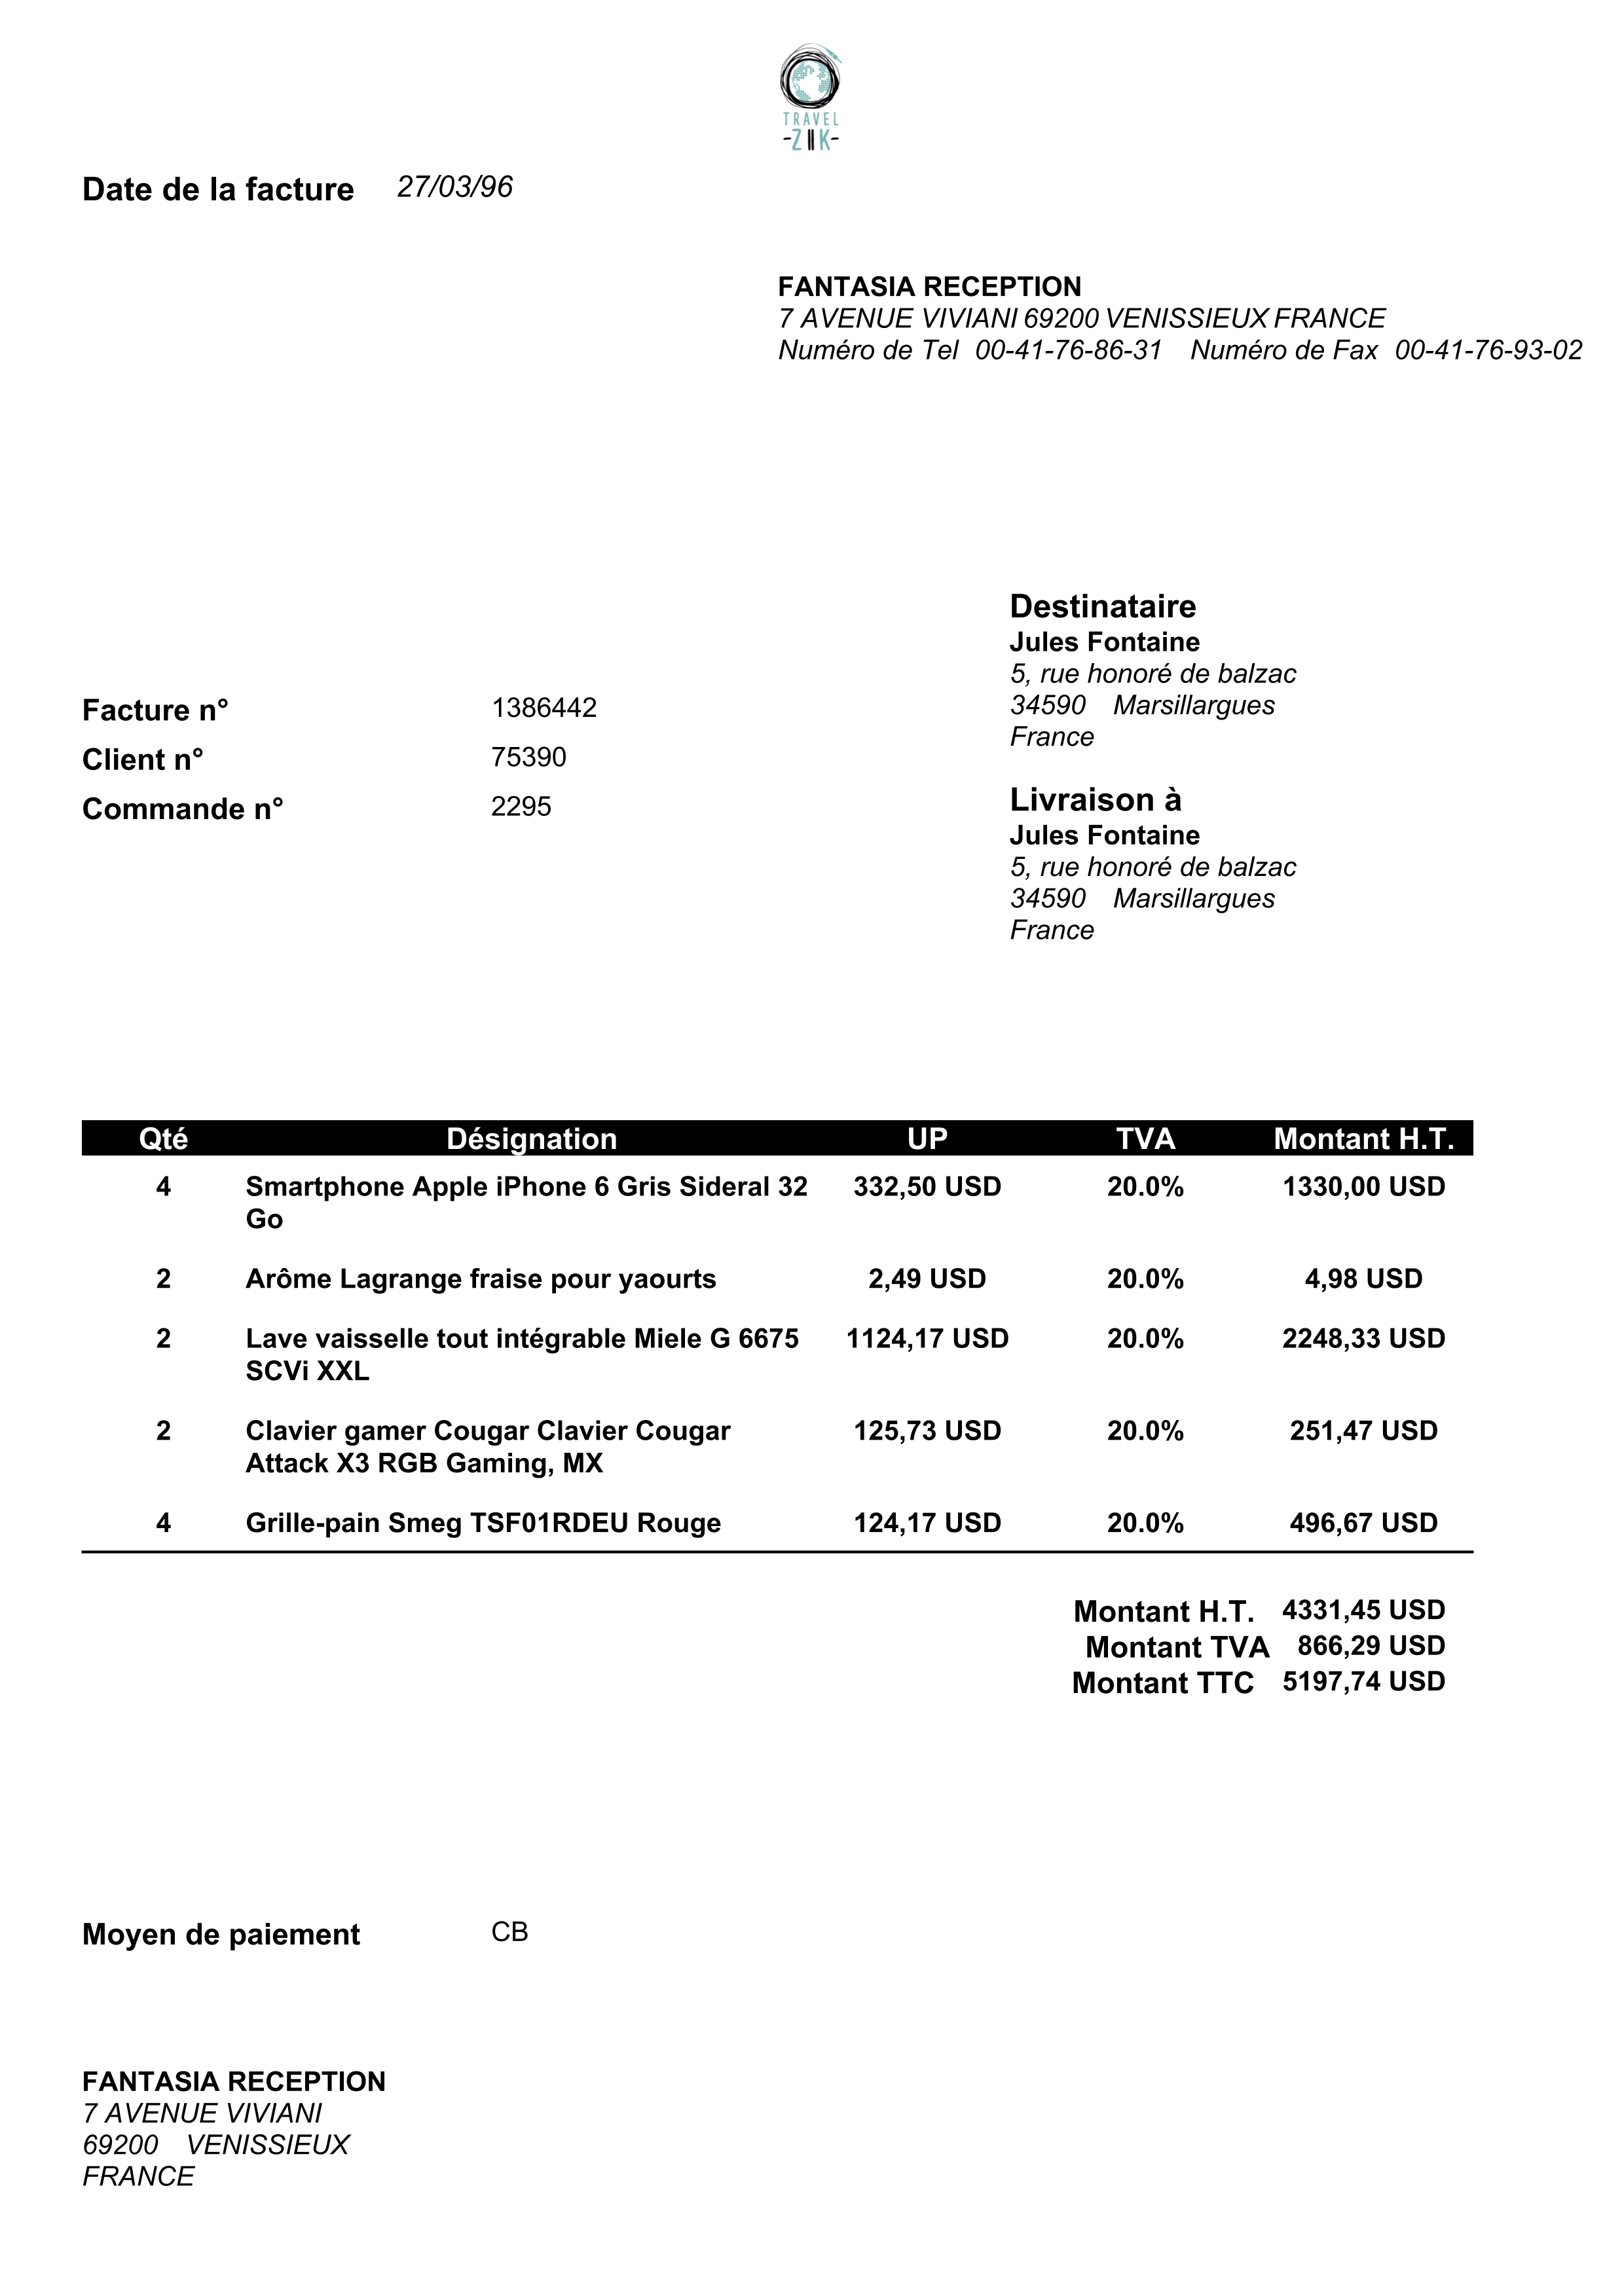 TRAVEL
-ZIIK-
Date de la facture 27/03/96
FANTASIA RECEPTION
7 AVENUE VIVIANI 69200 VENISSIEUX FRANCE
Numéro de Tel 00-41-76-86-31 Numéro de Fax 00-41-76-93-02
Destinataire
Jules Fontaine
5, rue honoré de balzac
34590 Marsillargues
France
Facture n° 1386442
Client n° 75390
Commande n° 2295
Livraison à
Jules Fontaine
5, rue honoré de balzac
34590 Marsillargues
France
Qté Désignation UP TVA Montant H.T.
4 Smartphone Apple iPhone 6 Gris Sideral 32 332,50 USD 20.0% 1330,00 USD
Go
2 Arôme Lagrange fraise pour yaourts 2,49 USD 20.0% 4,98 USD
2 Lave vaisselle tout intégrable Miele G 6675 1124,17 USD 20.0% 2248,33 USD
SCVi XXL
2 Clavier gamer Cougar Clavier Cougar 125,73 USD 20.0% 251,47 USD
Attack X3 RGB Gaming, MX
4 Grille-pain Smeg TSF01RDEU Rouge 124,17 USD 20.0% 496,67 USD
Montant H.T. 4331,45 USD
Montant TVA 866,29 USD
Montant TTC 5197,74 USD
Moyen de paiement CB
FANTASIA RECEPTION
7 AVENUE VIVIANI
69200 VENISSIEUX
FRANCE